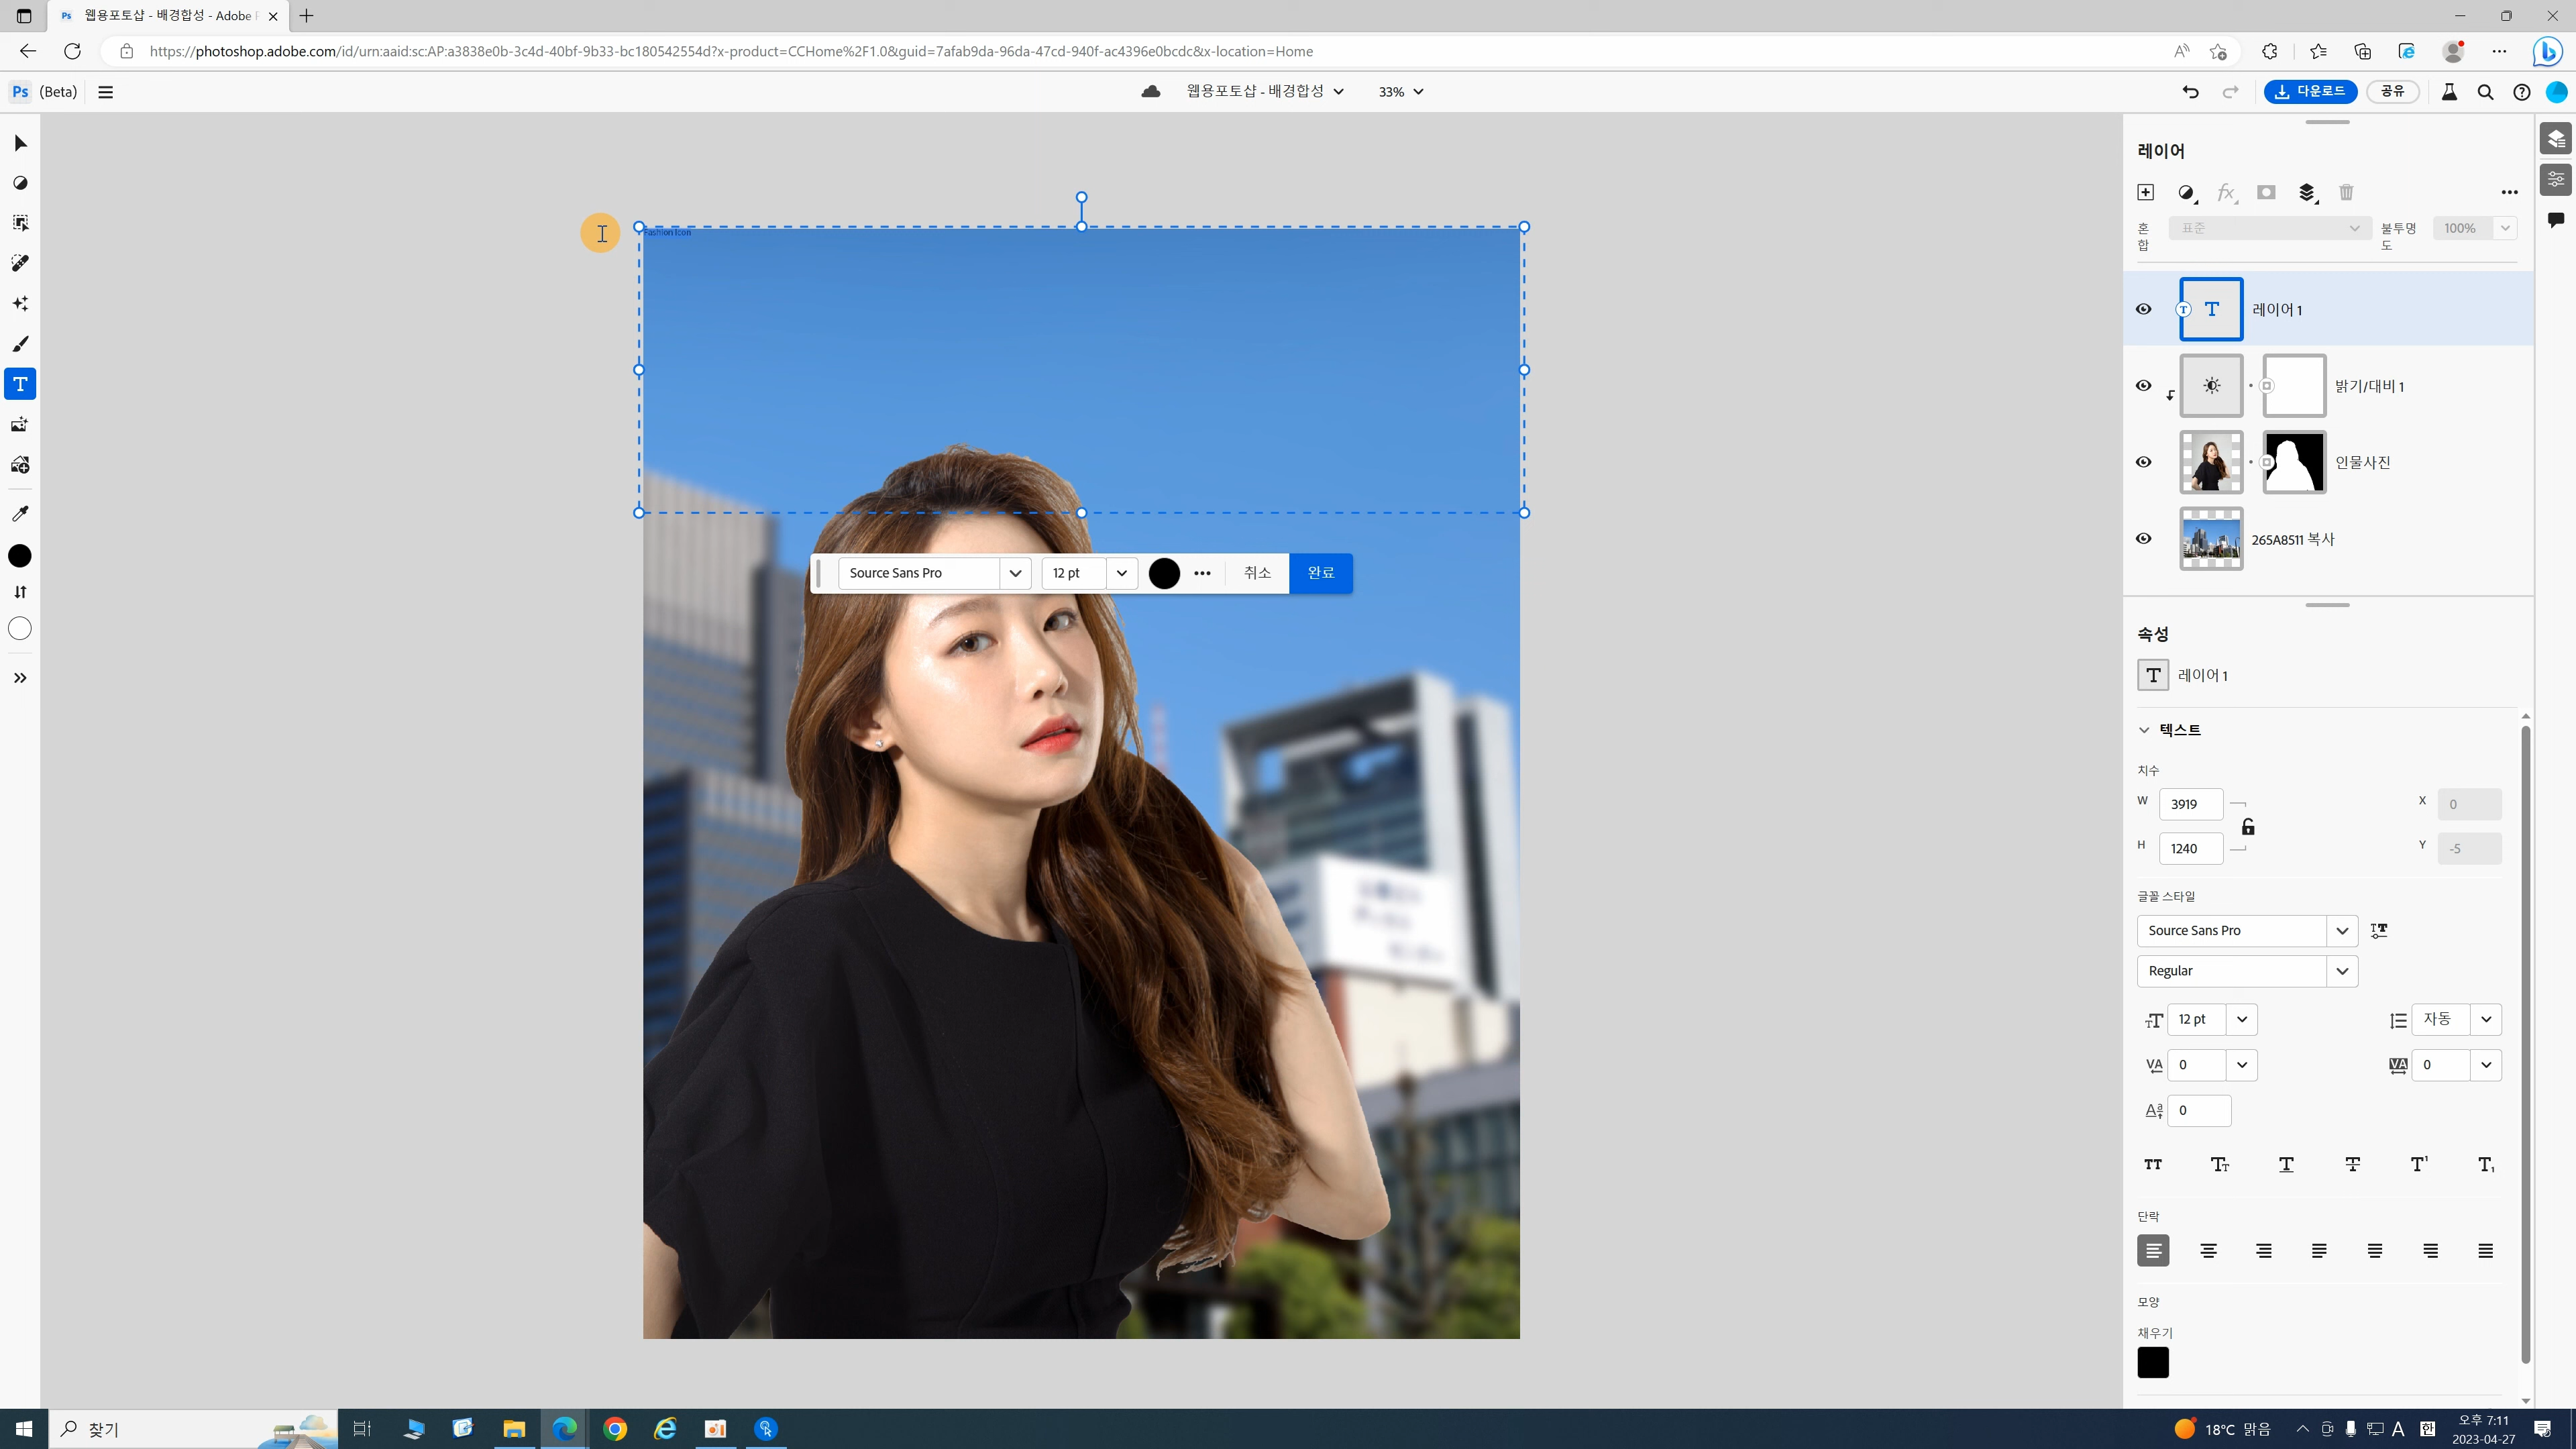 웹용포토샵 - 배경합성 - Adobe
https://photoshop.adobe.com/id/urn:aaid:sc:AP:a3838e0b-3c4d-40bf-9b33-bc180542554d?x-product=CCHome%2F1.0&guid=7afab9da-96da-47cd-940f-ac4396e0bcdc&x-location=Home
Ps (Beta) 웹용포토샵 - 배경합성 33% 다운로드 공유
레이어
혼합 표준 불투명도 100%
Fashion Icon
레이어 1
밝기/대비 1
인물사진
265A8511 복사
Source Sans Pro 12 pt 취소 완료
속성
레이어 1
텍스트
치수
W 3919 X 0
H 1240 Y -5
글꼴 스타일
Source Sans Pro
Regular
12 pt 자동
0 0
0
단락
모양
채우기
찾기
18°C 맑음 A 한 오후 7:11
2023-04-27